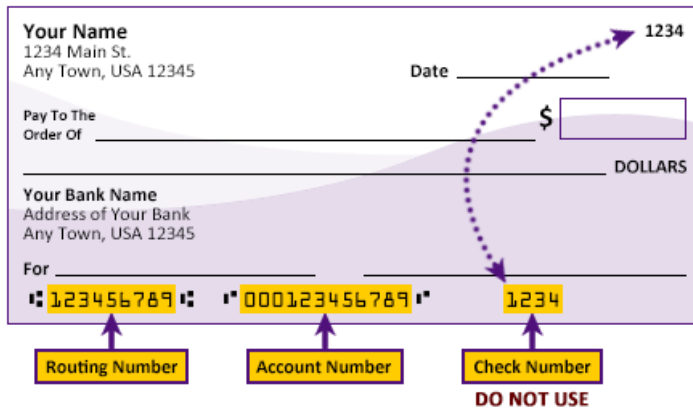 Your Name 1234
1234 Main St.
Any Town, USA 12345
Date
Pay To The
Order Of $
DOLLARS
Your Bank Name
Address of Your Bank
Any Town, USA 12345
For
⑆123456789⑆ ⑈000123456789⑈ 1234
Routing Number Account Number Check Number
DO NOT USE